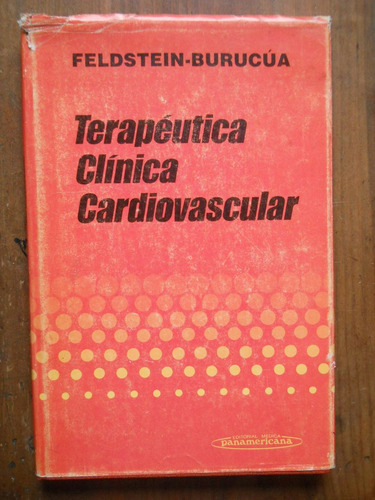 FELDSTEIN-BURUCÚA
Terapéutica
Clínica
Cardiovascular
EDITORIAL MEDICA
panamericana